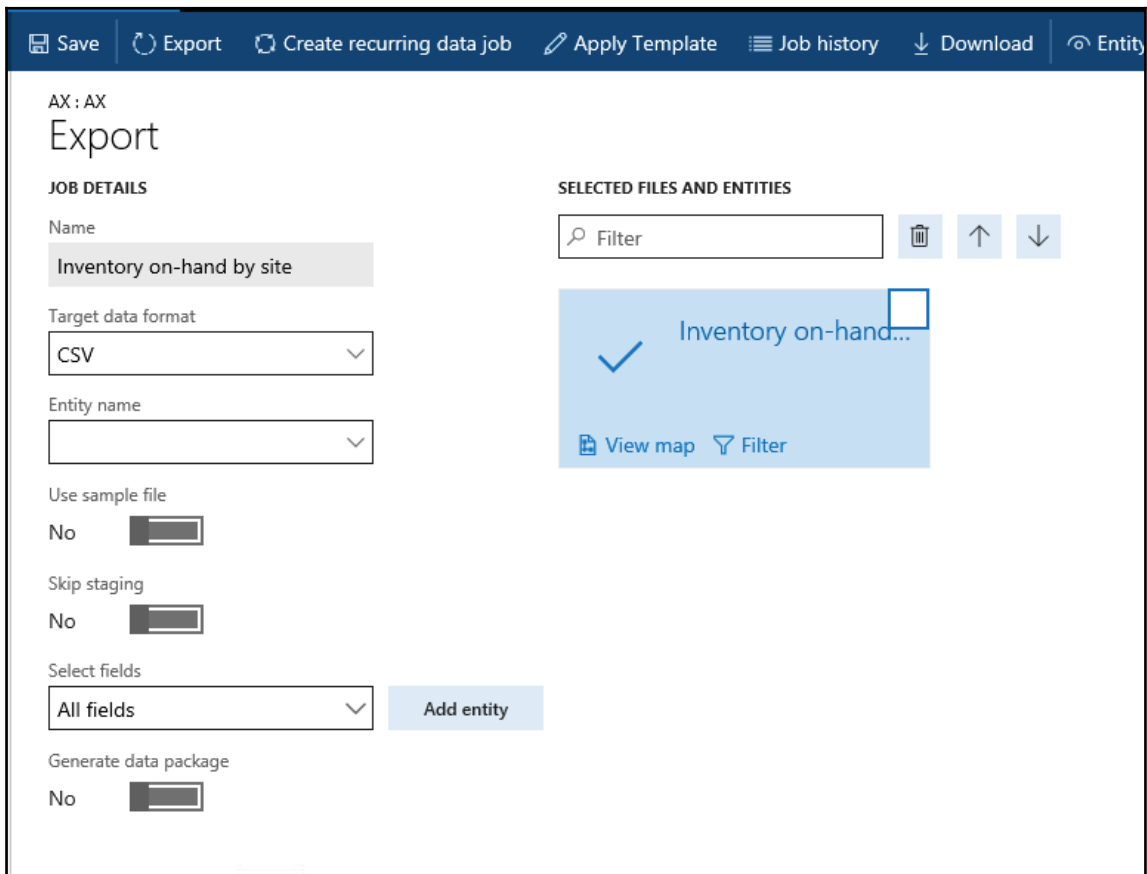 Save Export Create recurring data job Apply Template Job history Download Entity
AX : AX
Export
JOB DETAILS
Name
Inventory on-hand by site
Target data format
CSV
Entity name
Use sample file
No
Skip staging
No
Select fields
All fields
Add entity
Generate data package
No
SELECTED FILES AND ENTITIES
Filter
Inventory on-hand...
View map Filter